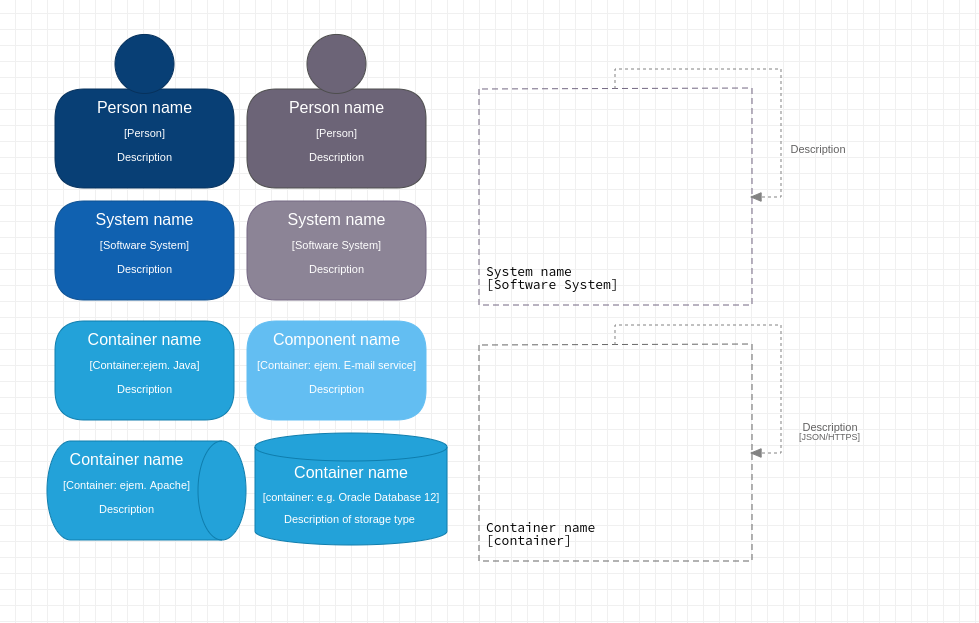 Person name
[Person]
Description
Person name
[Person]
Description
System name
[Software System]
Description
System name
[Software System]
Description
Container name
[Container:ejem. Java]
Description
Component name
[Container: ejem. E-mail service]
Description
Container name
[Container: ejem. Apache]
Description
Container name
[container: e.g. Oracle Database 12]
Description of storage type
Description
System name
[Software System]
Description
[JSON/HTTPS]
Container name
[container]